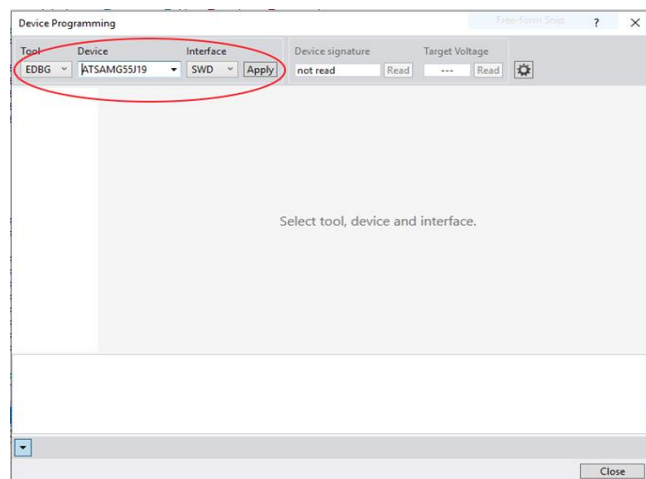 Device Programming Free-form Snip ? ×
Tool Device Interface Device signature Target Voltage
EDBG ATSAMG55J19 SWD Apply not read Read --- Read
Select tool, device and interface.
Close